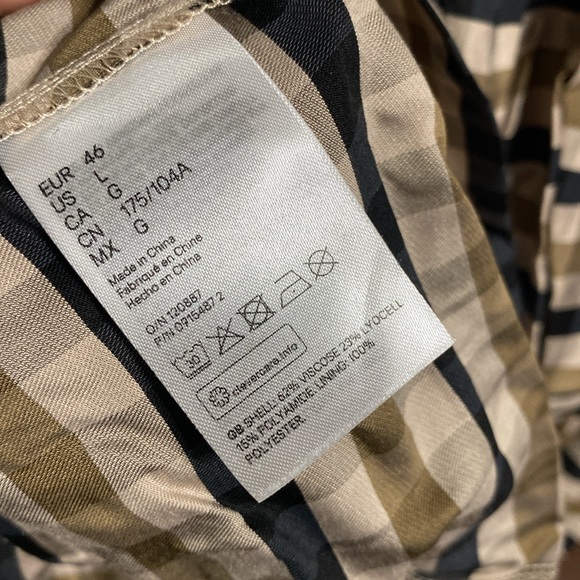 EUR 46
US L
CA G
CN 175/104A
MX G
Made in China
Fabriqué en Chine
Hecho en China
O/N 120887
P/N 0715487 2
30
clevercare.info
GB SHELL: 62% VISCOSE 23% LYOCELL
15% POLYAMIDE, LINING: 100%
POLYESTER.